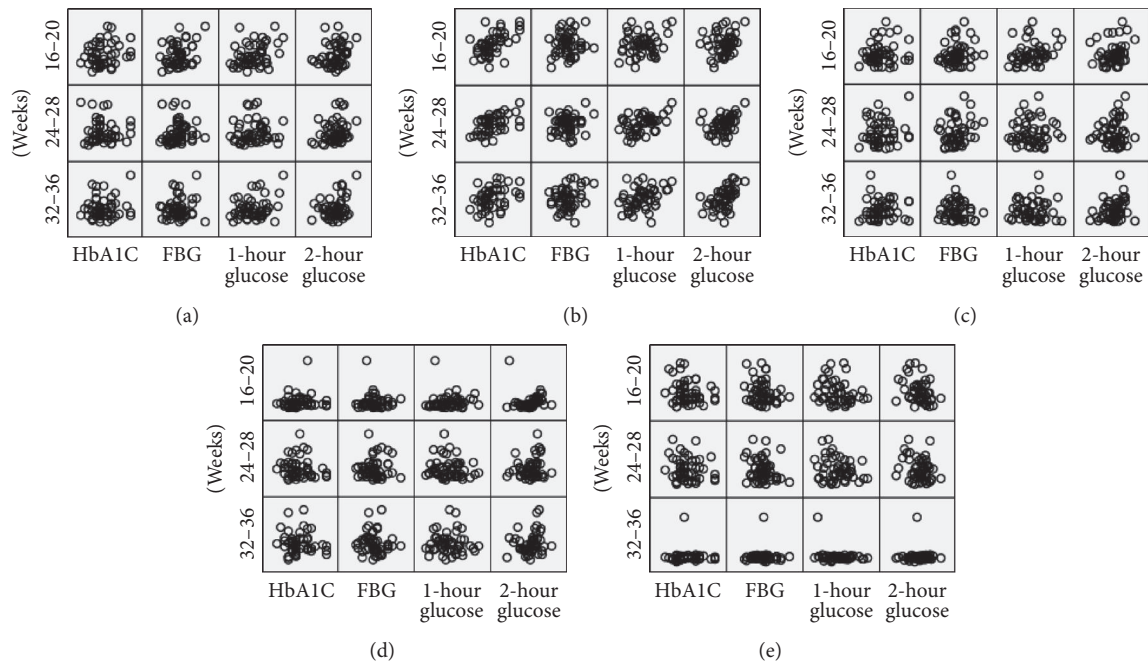 (Weeks)
16–20
24–28
32–36
HbA1C FBG 1-hour glucose 2-hour glucose
(a)
(Weeks)
16–20
24–28
32–36
HbA1C FBG 1-hour glucose 2-hour glucose
(b)
(Weeks)
16–20
24–28
32–36
HbA1C FBG 1-hour glucose 2-hour glucose
(c)
(Weeks)
16–20
24–28
32–36
HbA1C FBG 1-hour glucose 2-hour glucose
(d)
(Weeks)
16–20
24–28
32–36
HbA1C FBG 1-hour glucose 2-hour glucose
(e)